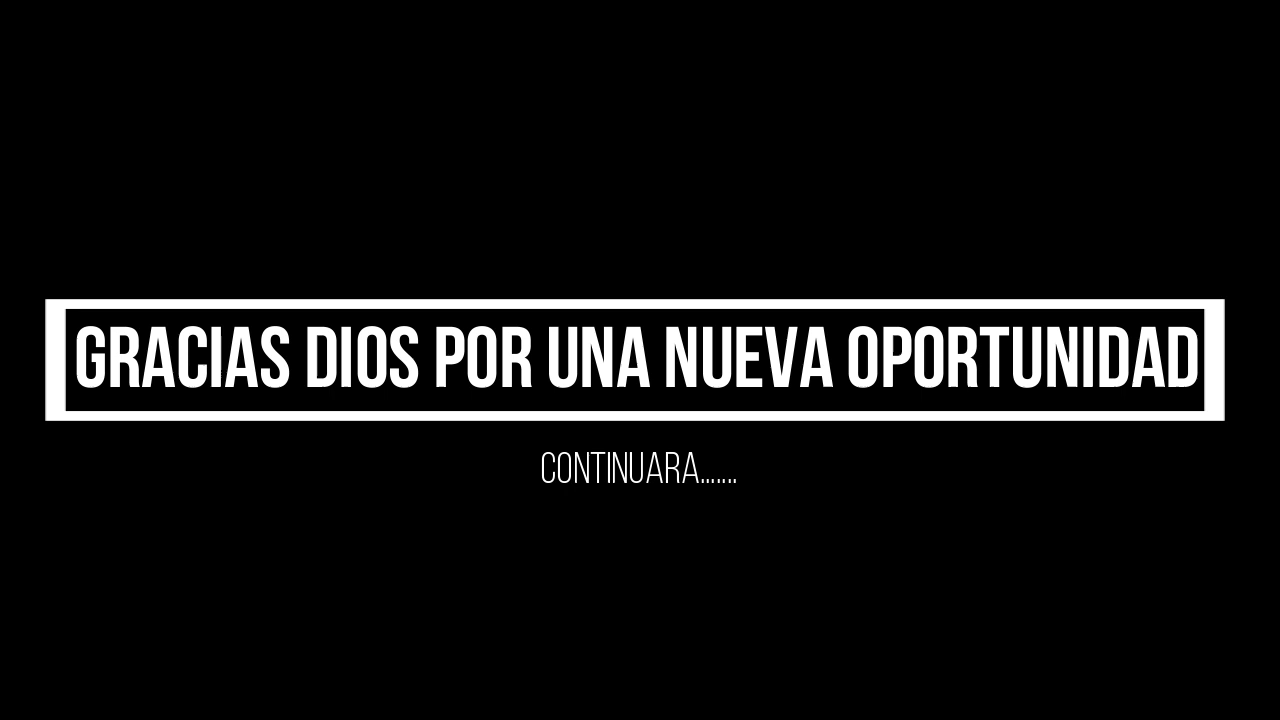 GRACIAS DIOS POR UNA NUEVA OPORTUNIDAD
CONTINUARA.......